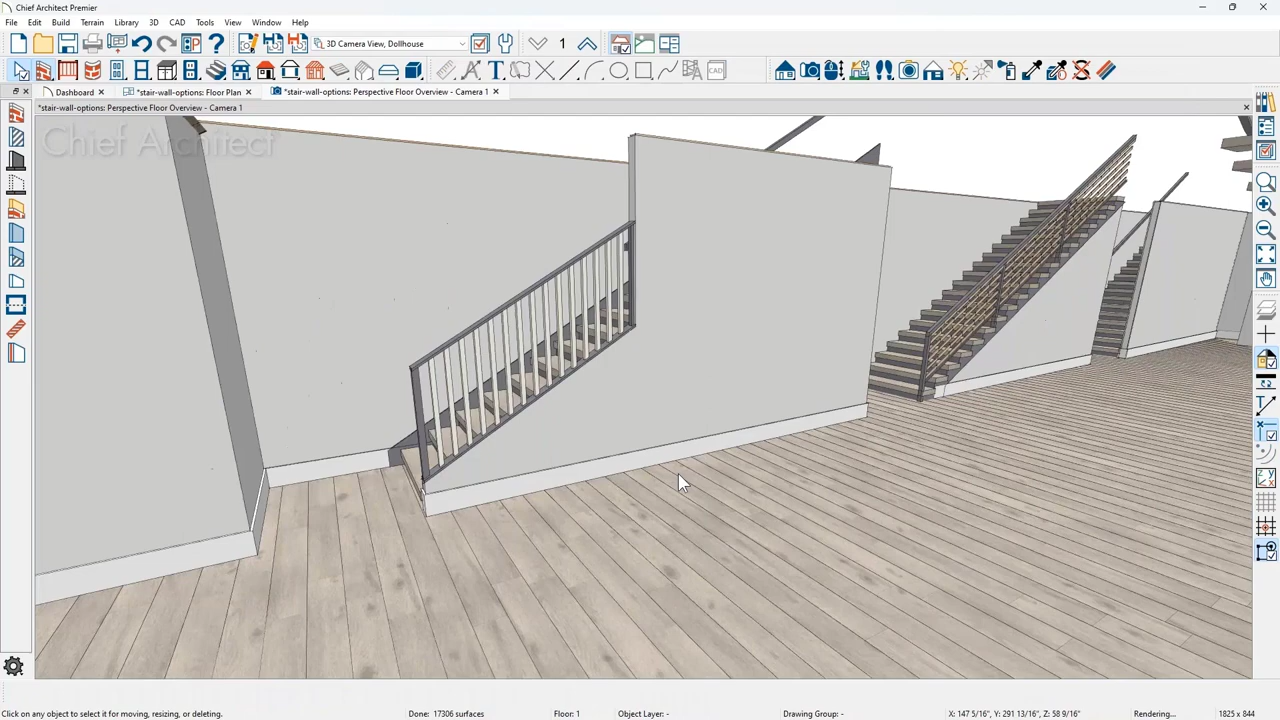 Chief Architect Premier
File Edit Build Terrain Library 3D CAD Tools View Window Help
3D Camera View, Dollhouse
1
CAD
Dashboard
*stair-wall-options: Floor Plan
*stair-wall-options: Perspective Floor Overview - Camera 1
*stair-wall-options: Perspective Floor Overview - Camera 1
Chief Architect
Click on any object to select it for moving, resizing, or deleting.
Done: 17306 surfaces
Floor: 1
Object Layer: -
Drawing Group: -
X: 147 5/16", Y: 291 13/16", Z: 58 9/16"
Rendering...
1825 x 844